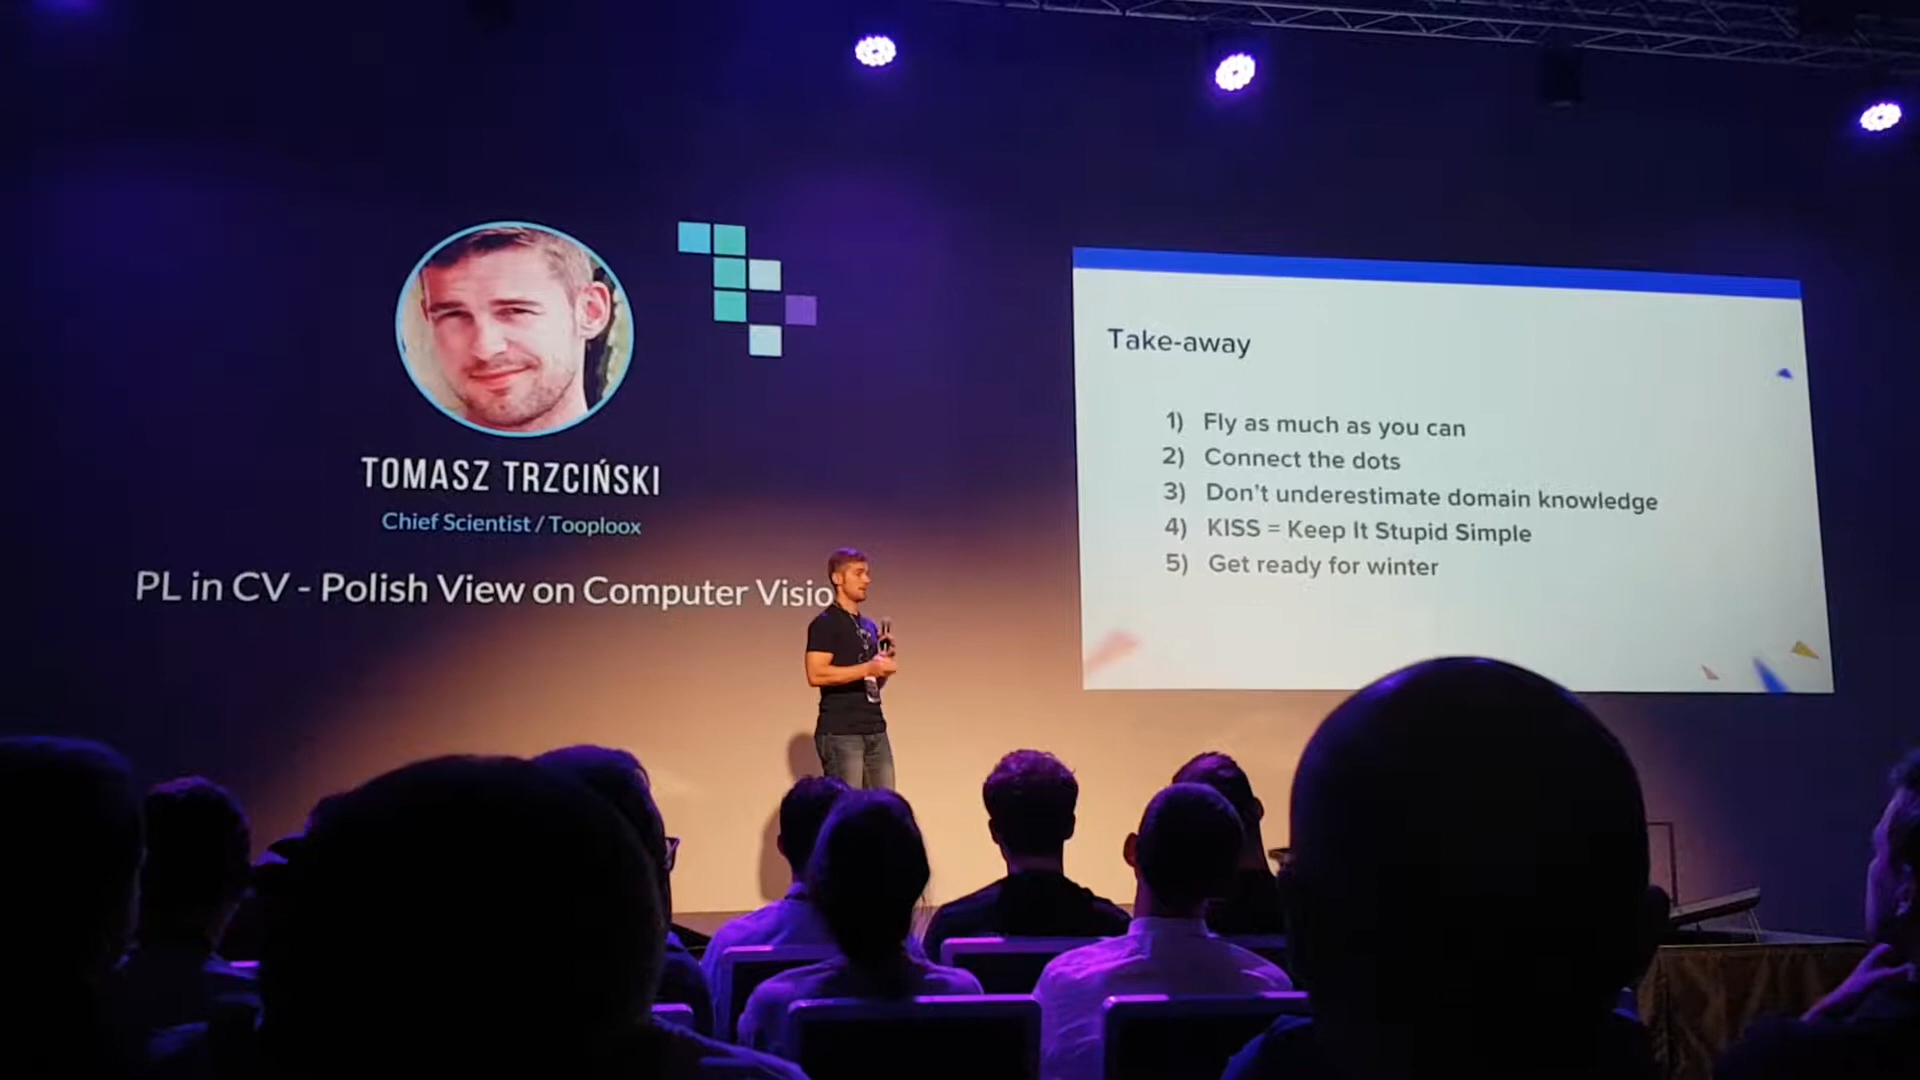 TOMASZ TRZCIŃSKI
Chief Scientist / Tooploox
PL in CV - Polish View on Computer Visio
Take-away
1) Fly as much as you can
2) Connect the dots
3) Don't underestimate domain knowledge
4) KISS = Keep It Stupid Simple
5) Get ready for winter